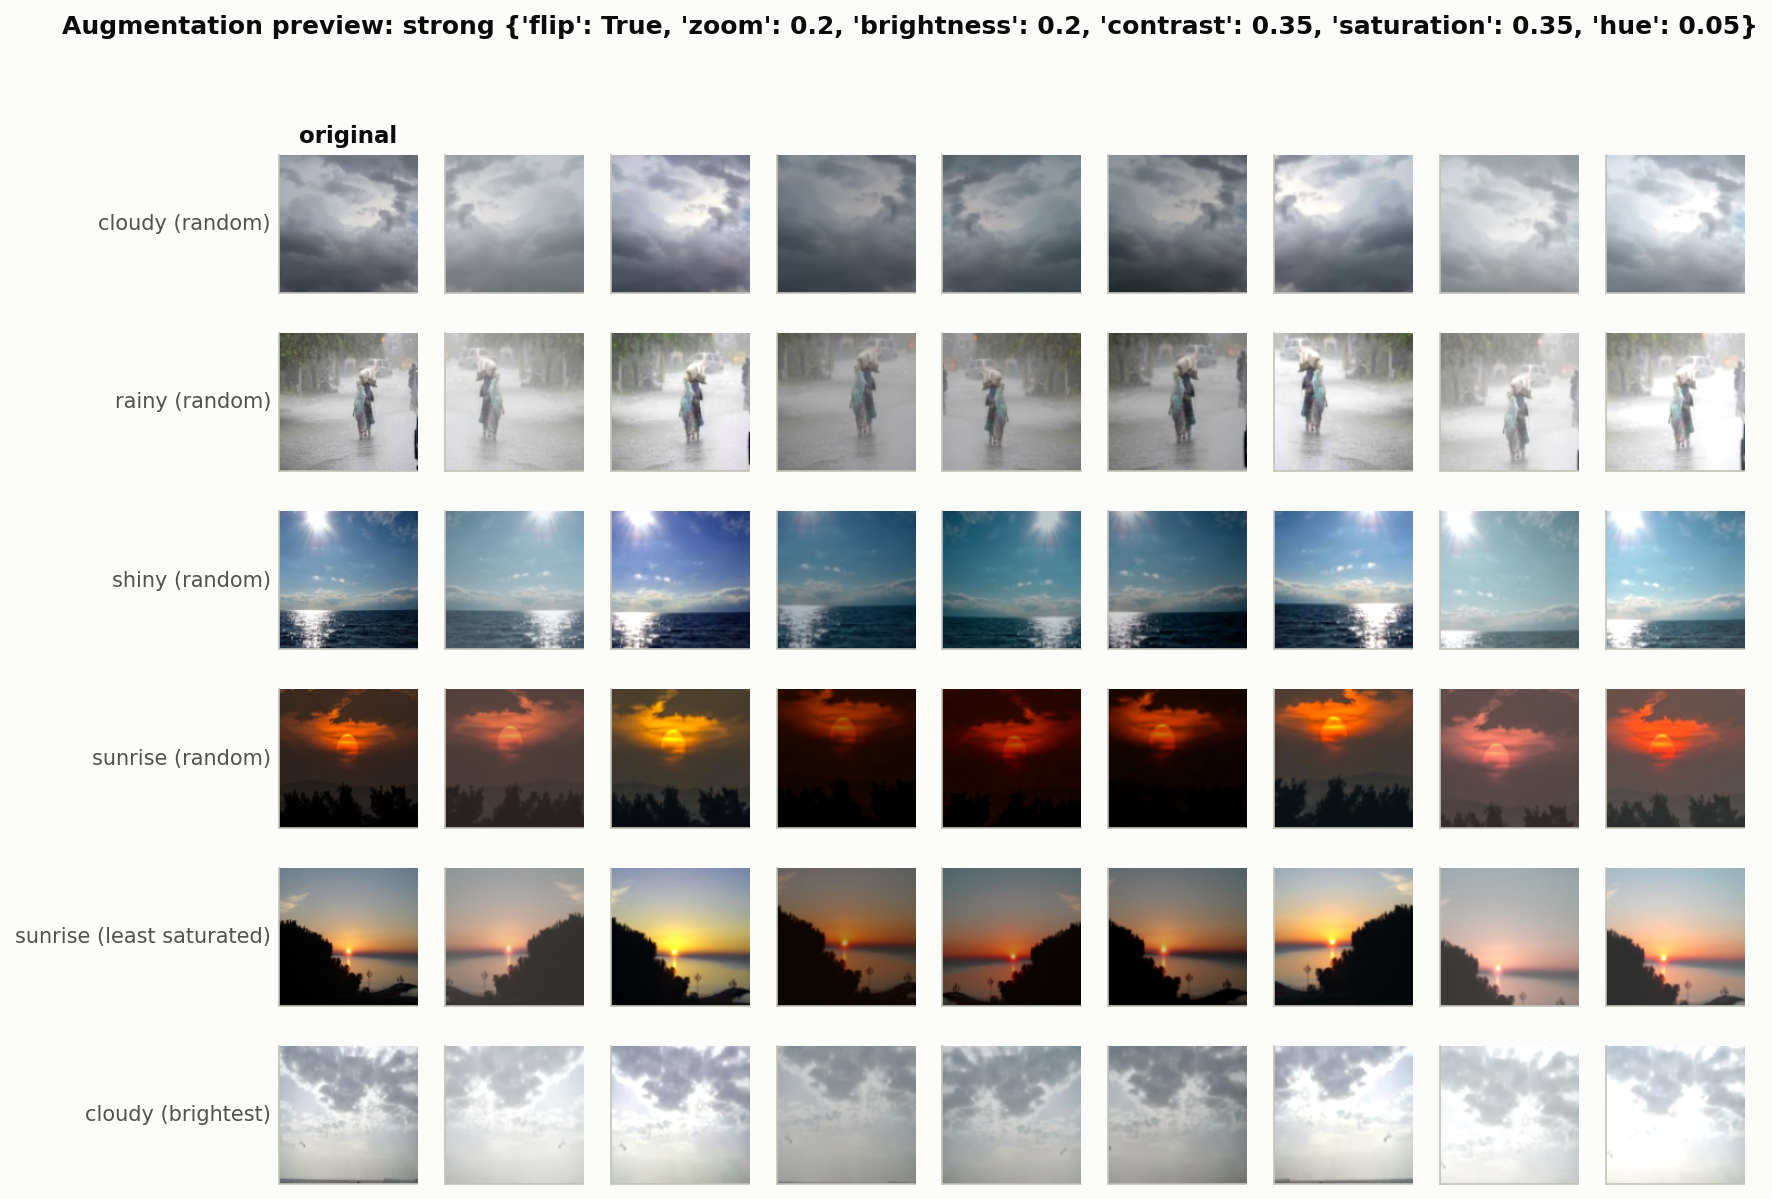 Augmentation preview: strong {'flip': True, 'zoom': 0.2, 'brightness': 0.2, 'contrast': 0.35, 'saturation': 0.35, 'hue': 0.05}
original
cloudy (random)
rainy (random)
shiny (random)
sunrise (random)
sunrise (least saturated)
cloudy (brightest)